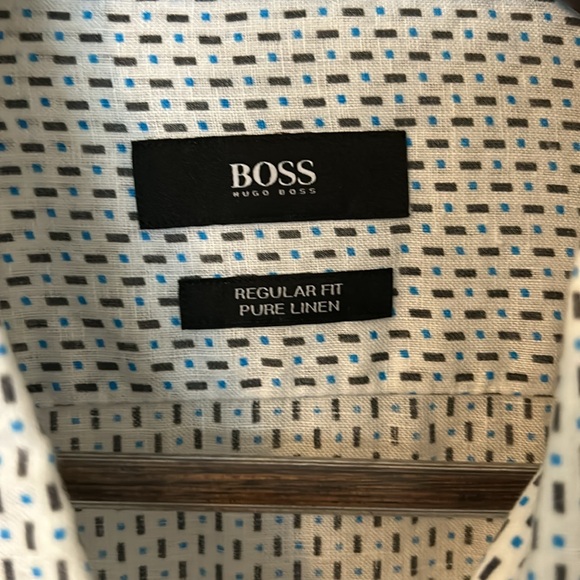 BOSS
HUGO BOSS
REGULAR FIT
PURE LINEN